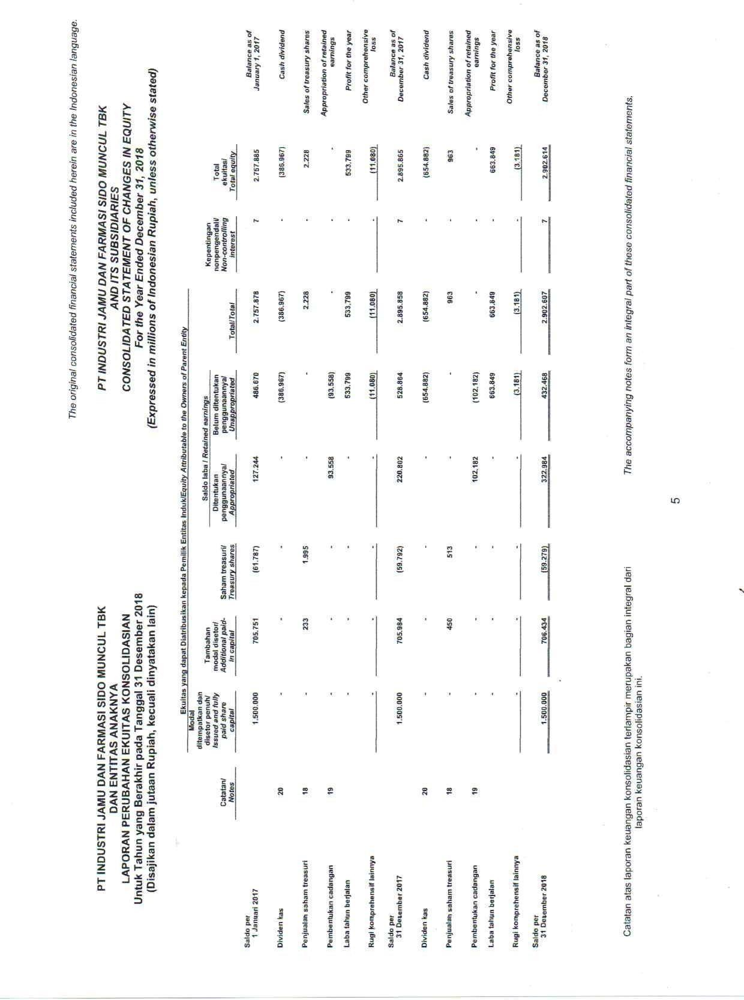 The original consolidated financial statements included herein are in the Indonesian language.
PT INDUSTRI JAMU DAN FARMASI SIDO MUNCUL TBK
DAN ENTITAS ANAKNYA
LAPORAN PERUBAHAN EKUITAS KONSOLIDASIAN
Untuk Tahun yang Berakhir pada Tanggal 31 Desember 2018
(Disajikan dalam jutaan Rupiah, kecuali dinyatakan lain)
PT INDUSTRI JAMU DAN FARMASI SIDO MUNCUL TBK
AND ITS SUBSIDIARIES
CONSOLIDATED STATEMENT OF CHANGES IN EQUITY
For the Year Ended December 31, 2018
(Expressed in millions of Indonesian Rupiah, unless otherwise stated)
Ekuitas yang dapat Diatribusikan kepada Pemilik Entitas Induk/Equity Attributable to the Owners of Parent Entity
Catatan/
Notes
Modal
ditempatkan dan
disetor penuh/
Issued and fully
paid share
capital
Tambahan
modal disetor/
Additional paid-
in capital
Saham treasuri/
Treasury shares
Saldo laba / Retained earnings
Ditentukan
penggunaannya/
Appropriated
Belum ditentukan
penggunaannya/
Unappropriated
Total/Total
Kepentingan
nonpengendali/
Non-controlling
interest
Total
ekuitas/
Total equity
Saldo per
1 Januari 2017 1.500.000 705.751 (61.787) 127.244 486.670 2.757.878 7 2.757.885 Balance as of
January 1, 2017
Dividen kas 20 - - - - (386.967) (386.967) - (386.967) Cash dividend
Penjualan saham treasuri 18 - 233 1.995 - - 2.228 - 2.228 Sales of treasury shares
Pembentukan cadangan 19 - - - 93.558 (93.558) - - - Appropriation of retained
earnings
Laba tahun berjalan - - - - 533.799 533.799 - 533.799 Profit for the year
Rugi komprehensif lainnya - - - - (11.080) (11.080) - (11.080) Other comprehensive
loss
Saldo per
31 Desember 2017 1.500.000 705.984 (59.792) 220.802 528.864 2.895.858 7 2.895.865 Balance as of
December 31, 2017
Dividen kas 20 - - - - (654.882) (654.882) - (654.882) Cash dividend
Penjualan saham treasuri 18 - 450 513 - - 963 - 963 Sales of treasury shares
Pembentukan cadangan 19 - - - 102.182 (102.182) - - - Appropriation of retained
earnings
Laba tahun berjalan - - - - 663.849 663.849 - 663.849 Profit for the year
Rugi komprehensif lainnya - - - - (3.181) (3.181) - (3.181) Other comprehensive
loss
Saldo per
31 Desember 2018 1.500.000 706.434 (59.279) 322.984 432.468 2.902.607 7 2.902.614 Balance as of
December 31, 2018
Catatan atas laporan keuangan konsolidasian terlampir merupakan bagian integral dari
laporan keuangan konsolidasian ini.
The accompanying notes form an integral part of these consolidated financial statements.
5